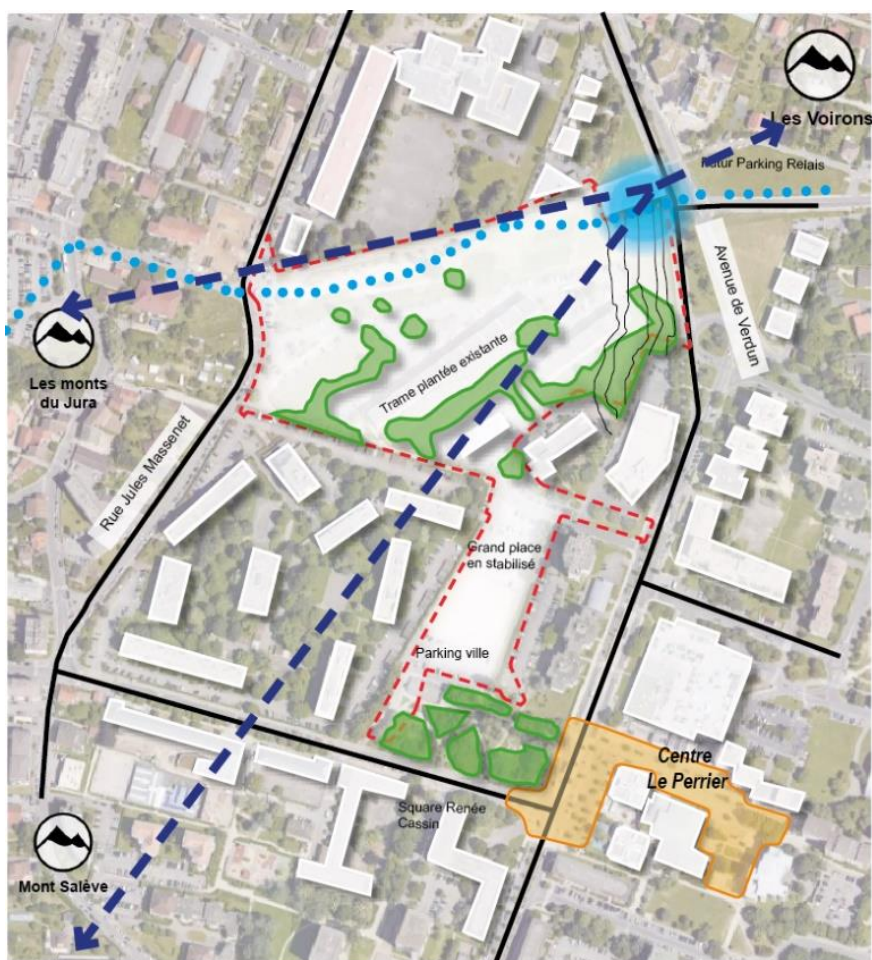 Les Voirons
Futur Parking Relais
Avenue de Verdun
Les monts
du Jura
Trame plantée existante
Rue Jules Massenet
Grand place
en stabilisé
Parking ville
Centre
Le Perrier
Square Renée
Cassin
Mont Salève